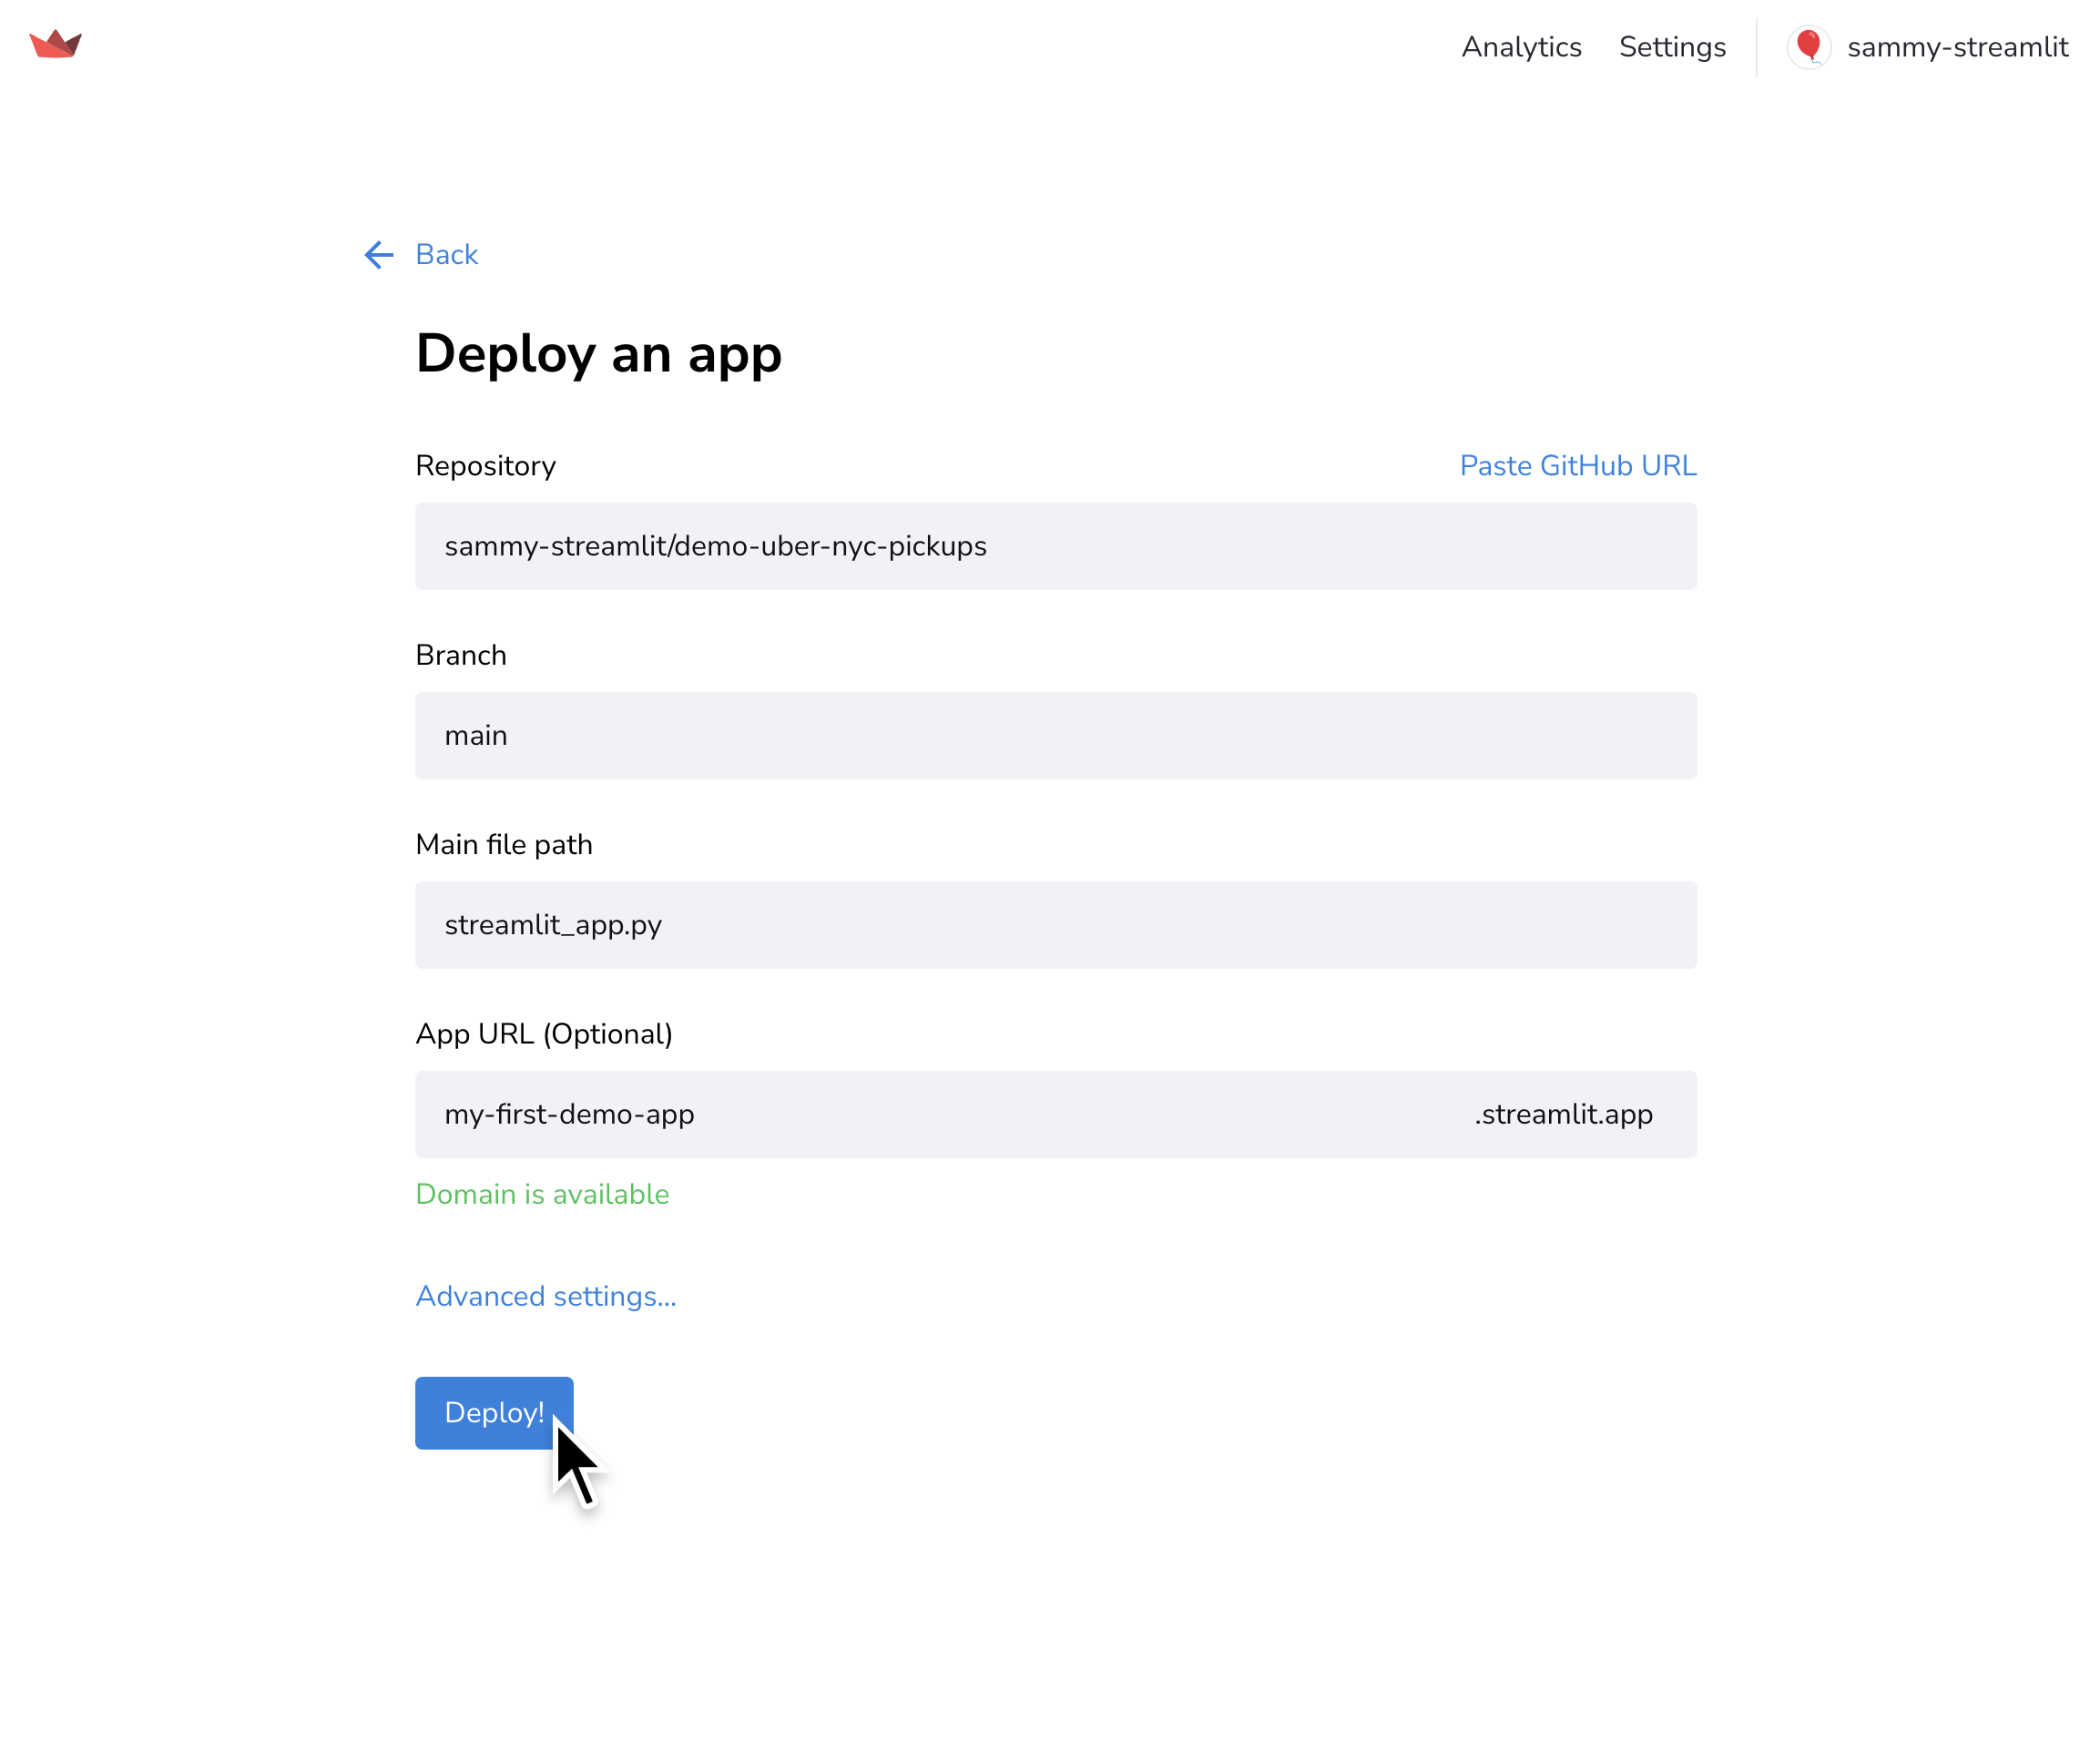 Analytics Settings sammy-streamlit
Back
Deploy an app
Repository Paste GitHub URL
sammy-streamlit/demo-uber-nyc-pickups
Branch
main
Main file path
streamlit_app.py
App URL (Optional)
my-first-demo-app .streamlit.app
Domain is available
Advanced settings...
Deploy!